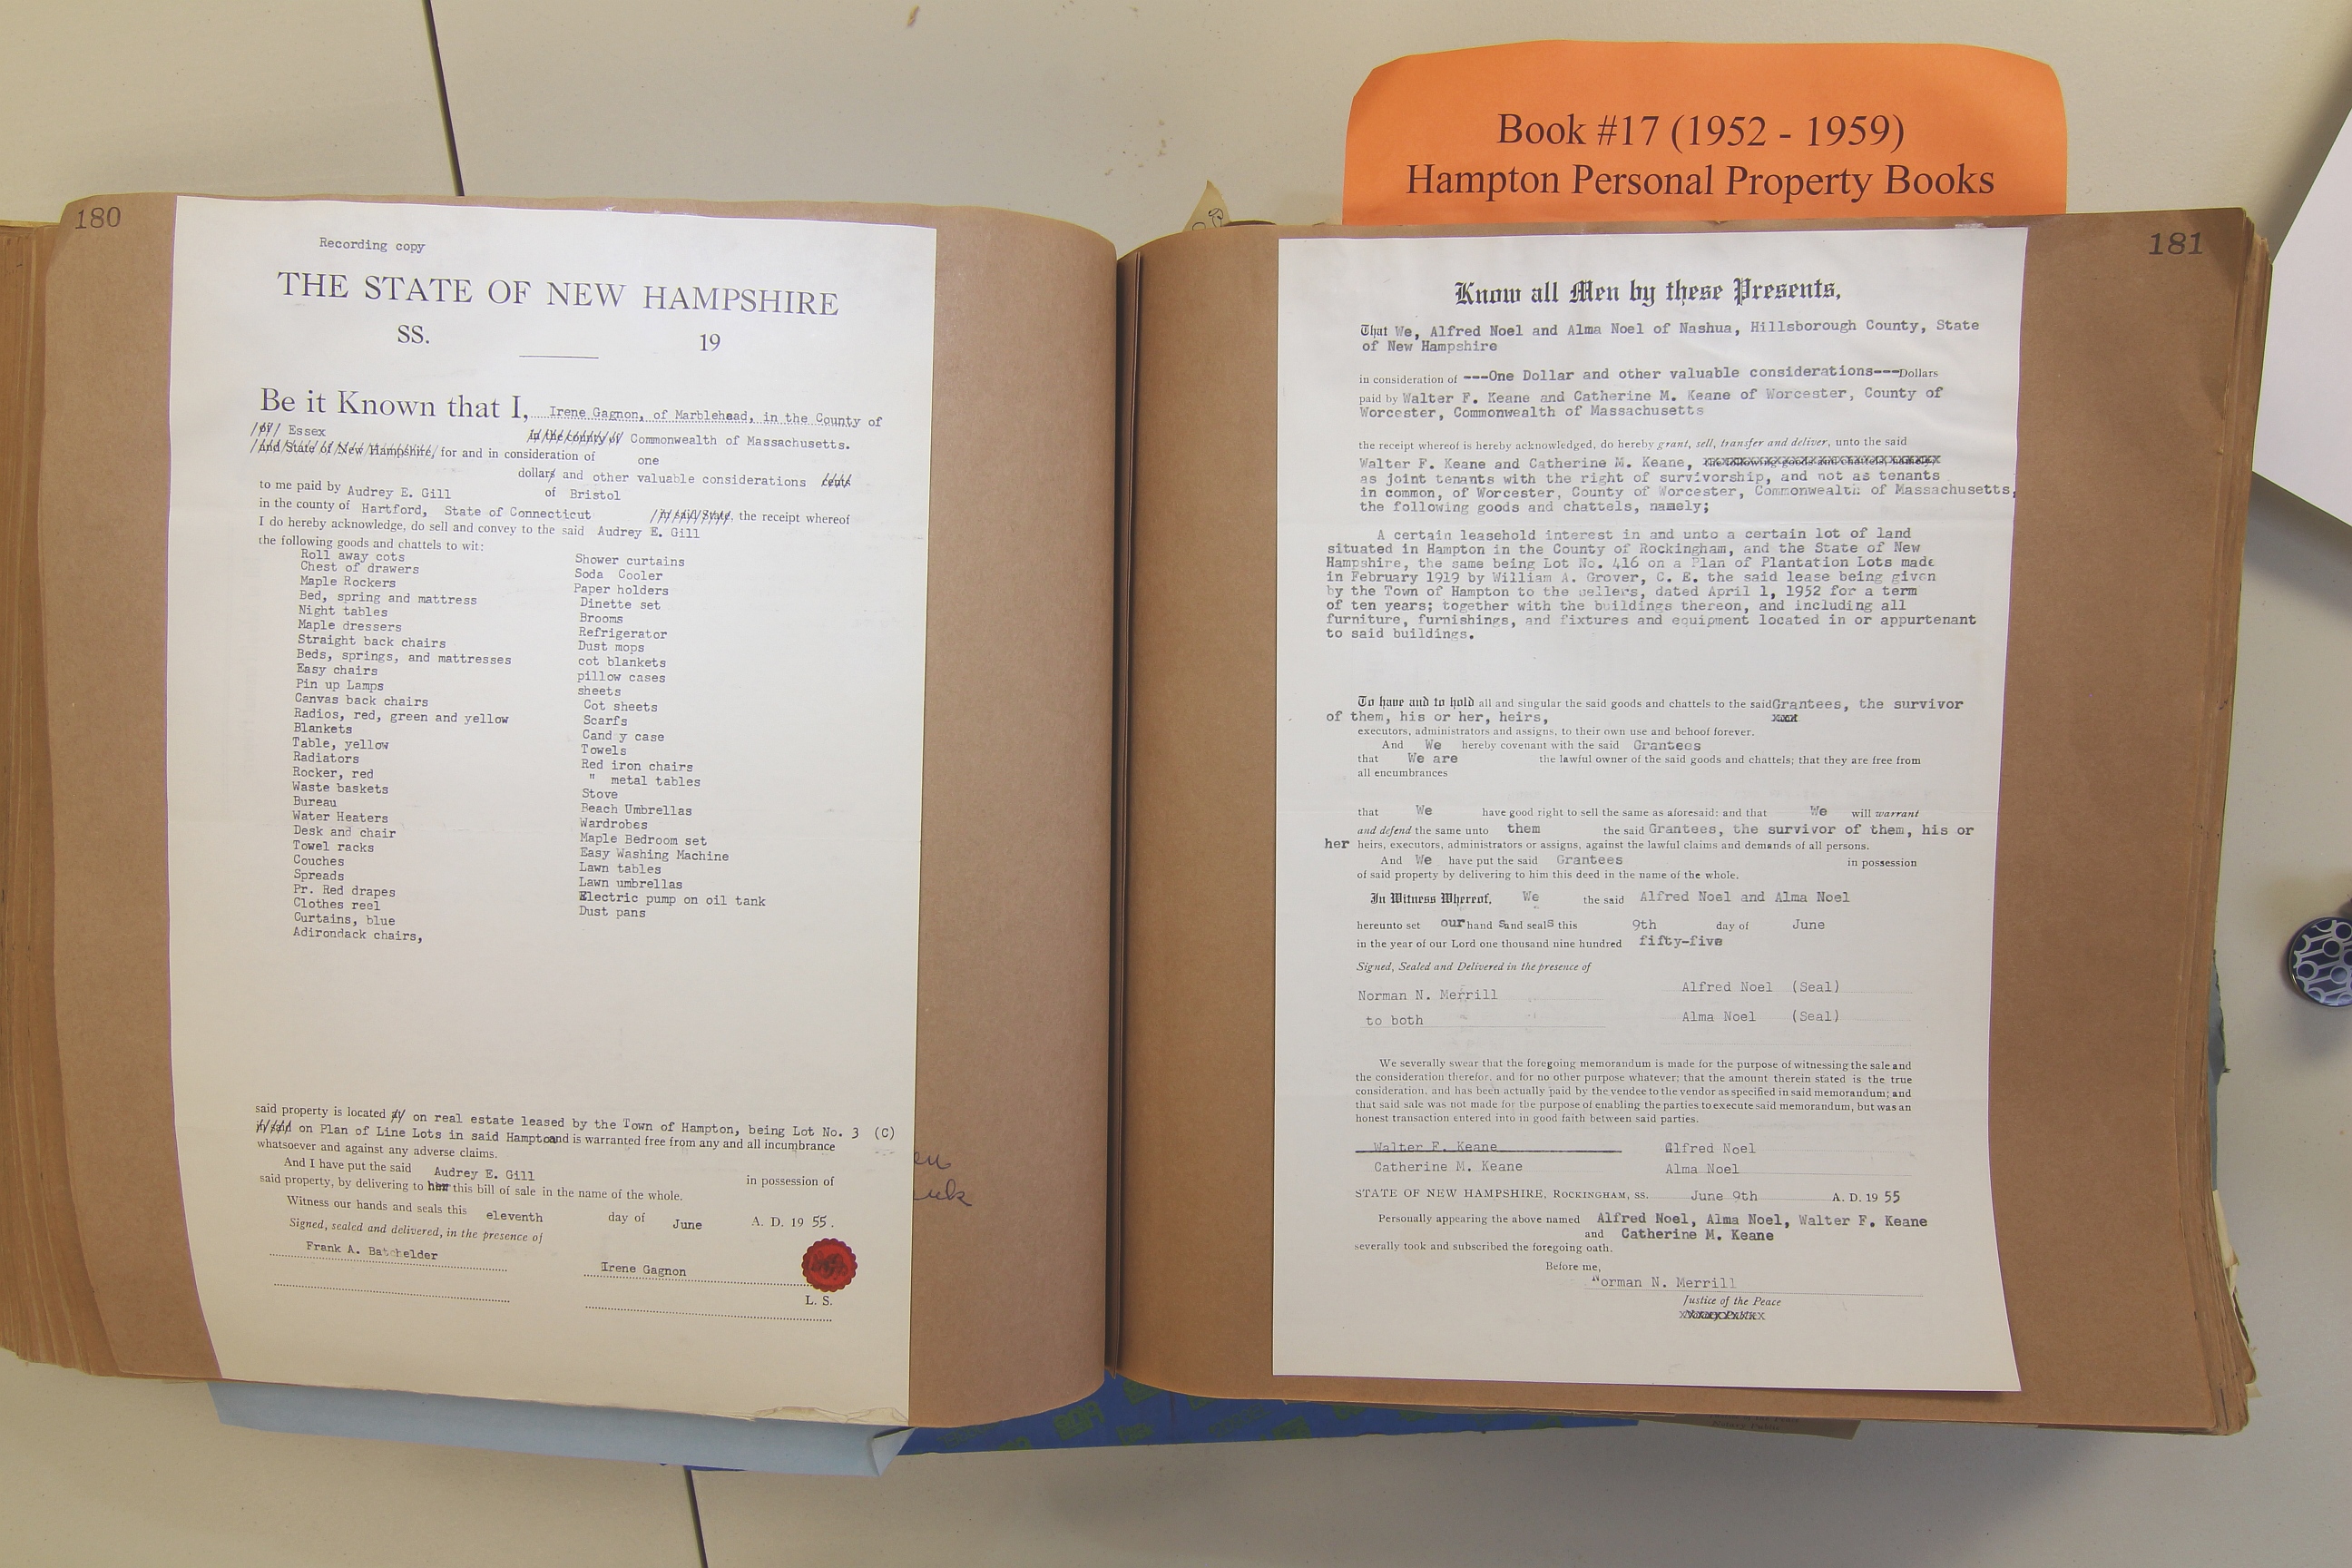 Book #17 (1952 - 1959)
Hampton Personal Property Books
180
Recording copy
THE STATE OF NEW HAMPSHIRE
SS. 19
Be it Known that I, Irene Gagnon, of Marblehead, in the County of
of Essex in the county of Commonwealth of Massachusetts.
and State of New Hampshire, for and in consideration of one
dollars and other valuable considerations cents
to me paid by Audrey E. Gill of Bristol
in the county of Hartford, State of Connecticut in said State, the receipt whereof
I do hereby acknowledge, do sell and convey to the said Audrey E. Gill
the following goods and chattels to wit:
Roll away cots
Chest of drawers
Maple Rockers
Bed, spring and mattress
Night tables
Maple dressers
Straight back chairs
Beds, springs, and mattresses
Easy chairs
Pin up Lamps
Canvas back chairs
Radios, red, green and yellow
Blankets
Table, yellow
Radiators
Rocker, red
Waste baskets
Bureau
Water Heaters
Desk and chair
Towel racks
Couches
Spreads
Pr. Red drapes
Clothes reel
Curtains, blue
Adirondack chairs,
Shower curtains
Soda Cooler
Paper holders
Dinette set
Brooms
Refrigerator
Dust mops
cot blankets
pillow cases
sheets
Cot sheets
Scarfs
Cand y case
Towels
Red iron chairs
" metal tables
Stove
Beach Umbrellas
Wardrobes
Maple Bedroom set
Easy Washing Machine
Lawn tables
Lawn umbrellas
Electric pump on oil tank
Dust pans
said property is located at on real estate leased by the Town of Hampton, being Lot No. 3 (C)
in said on Plan of Line Lots in said Hampton and is warranted free from any and all incumbrance
whatsoever and against any adverse claims.
And I have put the said Audrey E. Gill in possession of
said property, by delivering to her this bill of sale in the name of the whole.
Witness our hands and seals this eleventh day of June A. D. 19 55.
Signed, sealed and delivered, in the presence of
Frank A. Batchelder
Irene Gagnon
L. S.
181
Know all Men by these Presents,
That We, Alfred Noel and Alma Noel of Nashua, Hillsborough County, State
of New Hampshire
in consideration of ---One Dollar and other valuable considerations---Dollars
paid by Walter F. Keane and Catherine M. Keane of Worcester, County of
Worcester, Commonwealth of Massachusetts
the receipt whereof is hereby acknowledged, do hereby grant, sell, transfer and deliver, unto the said
Walter F. Keane and Catherine M. Keane, the following goods and chattels, namely,
as joint tenants with the right of survivorship, and not as tenants
in common, of Worcester, County of Worcester, Commonwealth of Massachusetts,
the following goods and chattels, namely;
A certain leasehold interest in and unto a certain lot of land
situated in Hampton in the County of Rockingham, and the State of New
Hampshire, the same being Lot No. 416 on a Plan of Plantation Lots made
in February 1919 by William A. Grover, C. E. the said lease being given
by the Town of Hampton to the sellers, dated April 1, 1952 for a term
of ten years; together with the buildings thereon, and including all
furniture, furnishings, and fixtures and equipment located in or appurtenant
to said buildings.
To have and to hold all and singular the said goods and chattels to the said Grantees, the survivor
of them, his or her, heirs, xxx
executors, administrators and assigns, to their own use and behoof forever.
And We hereby covenant with the said Grantees
that We are the lawful owner of the said goods and chattels; that they are free from
all encumbrances
that We have good right to sell the same as aforesaid: and that We will warrant
and defend the same unto them the said Grantees, the survivor of them, his or
her heirs, executors, administrators or assigns, against the lawful claims and demands of all persons.
And We have put the said Grantees in possession
of said property by delivering to him this deed in the name of the whole.
In Witness Whereof, We the said Alfred Noel and Alma Noel
hereunto set our hand s and seals this 9th day of June
in the year of our Lord one thousand nine hundred fifty-five
Signed, Sealed and Delivered in the presence of
Norman N. Merrill Alfred Noel (Seal)
to both Alma Noel (Seal)
We severally swear that the foregoing memorandum is made for the purpose of witnessing the sale and
the consideration therefor, and for no other purpose whatever; that the amount therein stated is the true
consideration, and has been actually paid by the vendee to the vendor as specified in said memorandum; and
that said sale was not made for the purpose of enabling the parties to execute said memorandum, but was an
honest transaction entered into in good faith between said parties.
Walter F. Keane Alfred Noel
Catherine M. Keane Alma Noel
STATE OF NEW HAMPSHIRE, ROCKINGHAM, SS. June 9th A. D. 19 55
Personally appearing the above named Alfred Noel, Alma Noel, Walter F. Keane
and Catherine M. Keane
severally took and subscribed the foregoing oath.
Before me,
Norman N. Merrill
Justice of the Peace